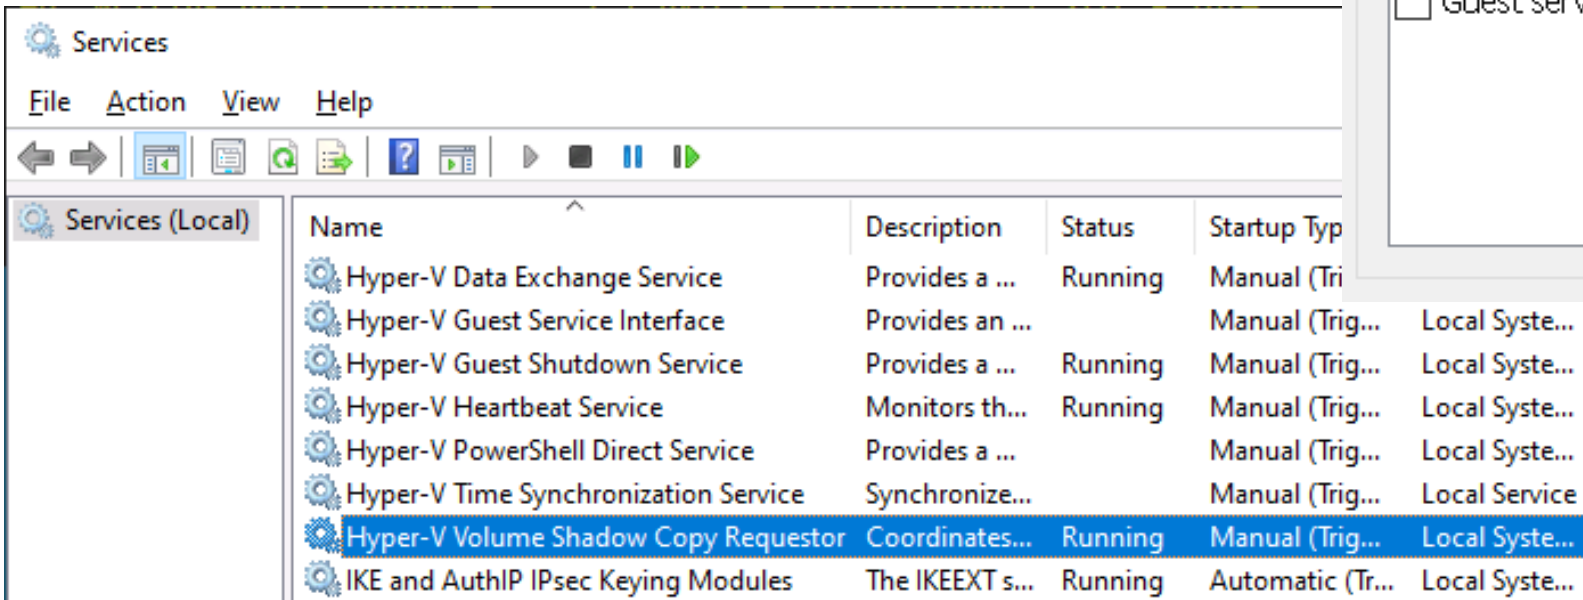 Guest serv
Services
File Action View Help
Services (Local)
Name Description Status Startup Typ
Hyper-V Data Exchange Service Provides a ... Running Manual (Tri
Hyper-V Guest Service Interface Provides an ... Manual (Trig... Local Syste...
Hyper-V Guest Shutdown Service Provides a ... Running Manual (Trig... Local Syste...
Hyper-V Heartbeat Service Monitors th... Running Manual (Trig... Local Syste...
Hyper-V PowerShell Direct Service Provides a ... Manual (Trig... Local Syste...
Hyper-V Time Synchronization Service Synchronize... Manual (Trig... Local Service
Hyper-V Volume Shadow Copy Requestor Coordinates... Running Manual (Trig... Local Syste...
IKE and AuthIP IPsec Keying Modules The IKEEXT s... Running Automatic (Tr... Local Syste...